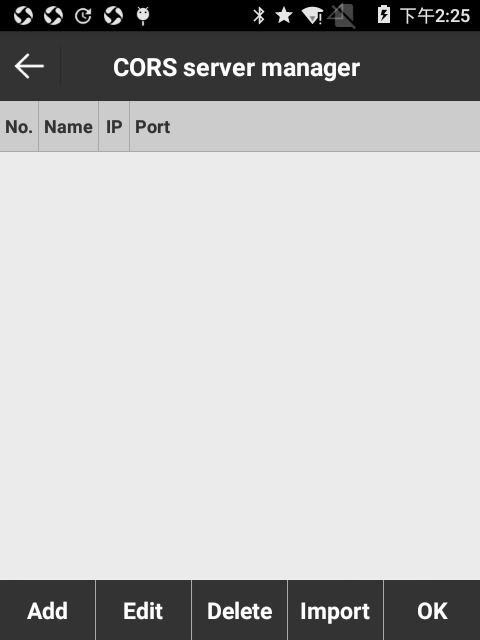 下午2:25
CORS server manager
No. Name IP Port
Add Edit Delete Import OK